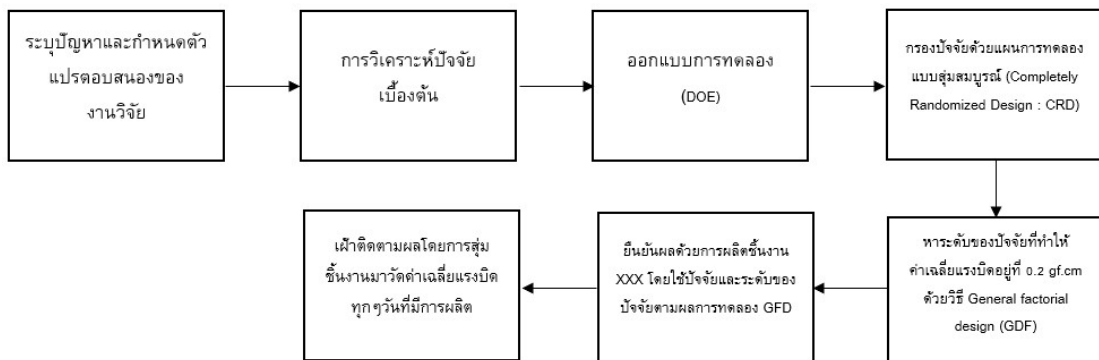 ระบุปัญหาและกำหนดตัว
แปรตอบสนองของ
งานวิจัย
การวิเคราะห์ปัจจัย
เบื้องต้น
ออกแบบการทดลอง
(DOE)
กรองปัจจัยด้วยแผนการทดลอง
แบบสุ่มสมบูรณ์ (Completely
Randomized Design : CRD)
หาระดับของปัจจัยที่ทำให้
ค่าเฉลี่ยแรงบิดอยู่ที่ 0.2 gf.cm
ด้วยวิธี General factorial
design (GDF)
ยืนยันผลด้วยการผลิตชิ้นงาน
XXX โดยใช้ปัจจัยและระดับของ
ปัจจัยตามผลการทดลอง GFD
เฝ้าติดตามผลโดยการสุ่ม
ชิ้นงานมาวัดค่าเฉลี่ยแรงบิด
ทุกๆวันที่มีการผลิต